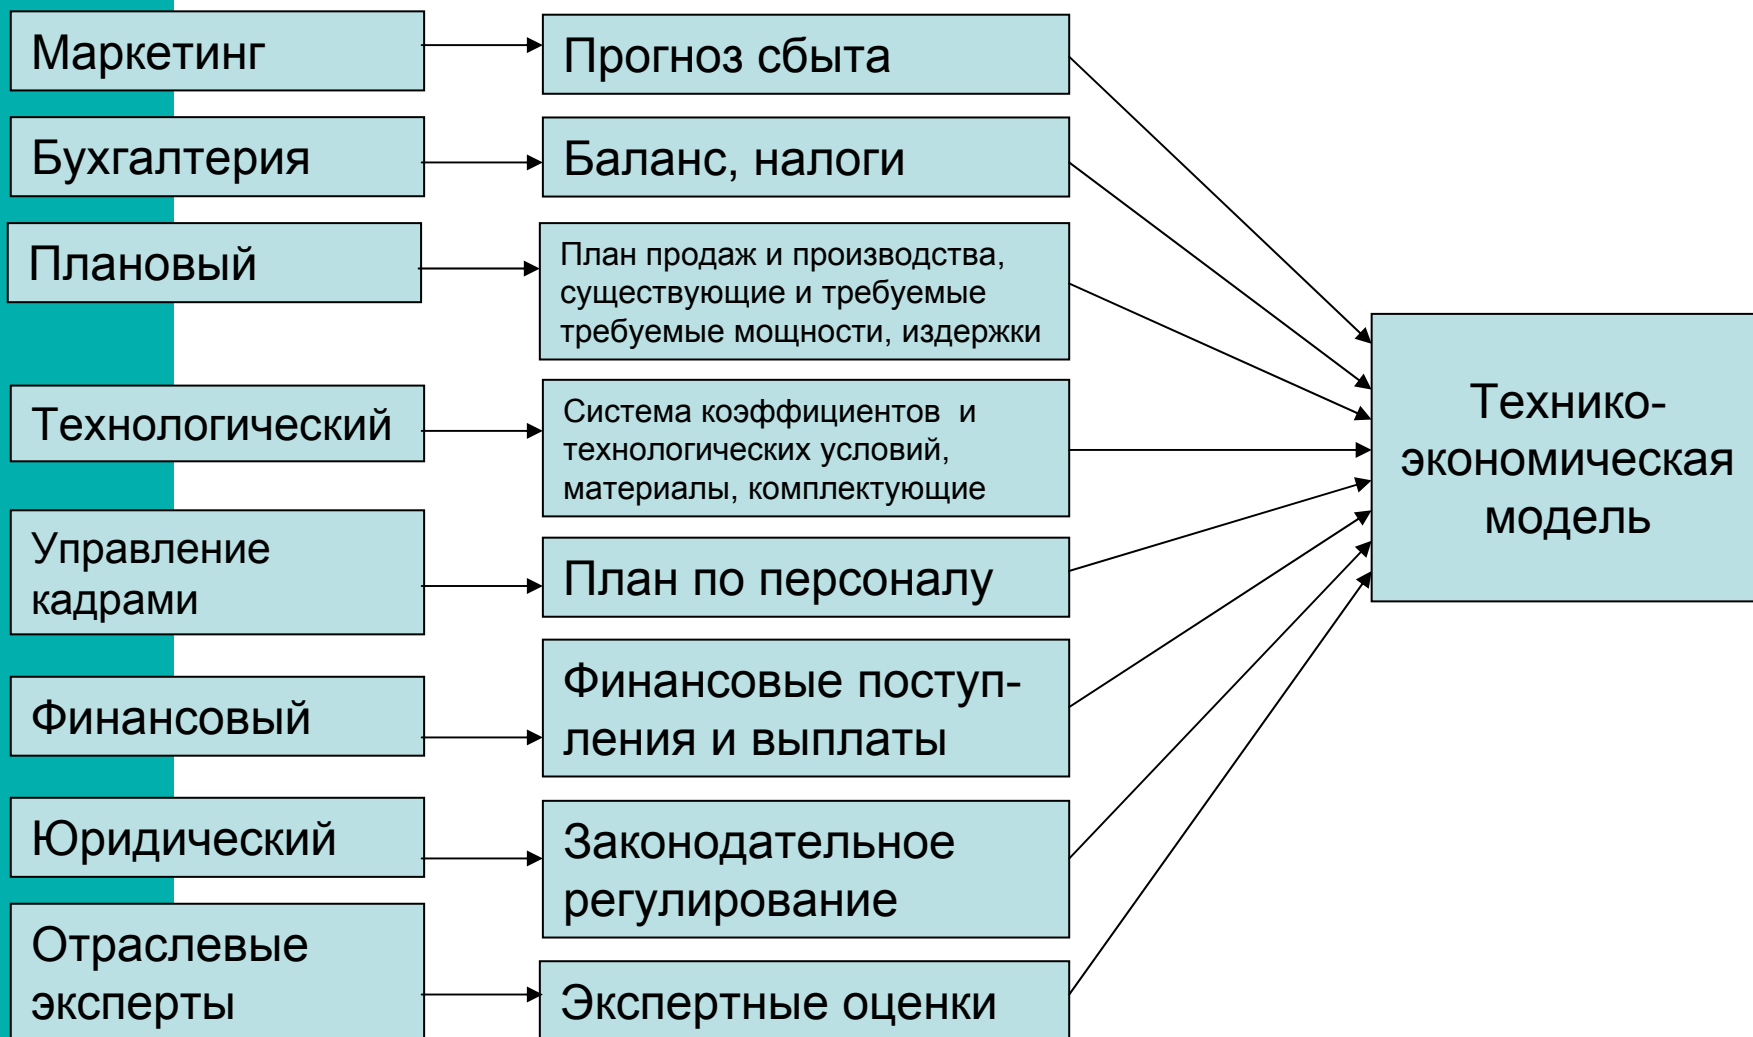 Маркетинг
Прогноз сбыта
Бухгалтерия
Баланс, налоги
Плановый
План продаж и производства,
существующие и требуемые
требуемые мощности, издержки
Технологический
Система коэффициентов и
технологических условий,
материалы, комплектующие
Управление
кадрами
План по персоналу
Финансовый
Финансовые поступ-
ления и выплаты
Юридический
Законодательное
регулирование
Отраслевые
эксперты
Экспертные оценки
Технико-
экономическая
модель